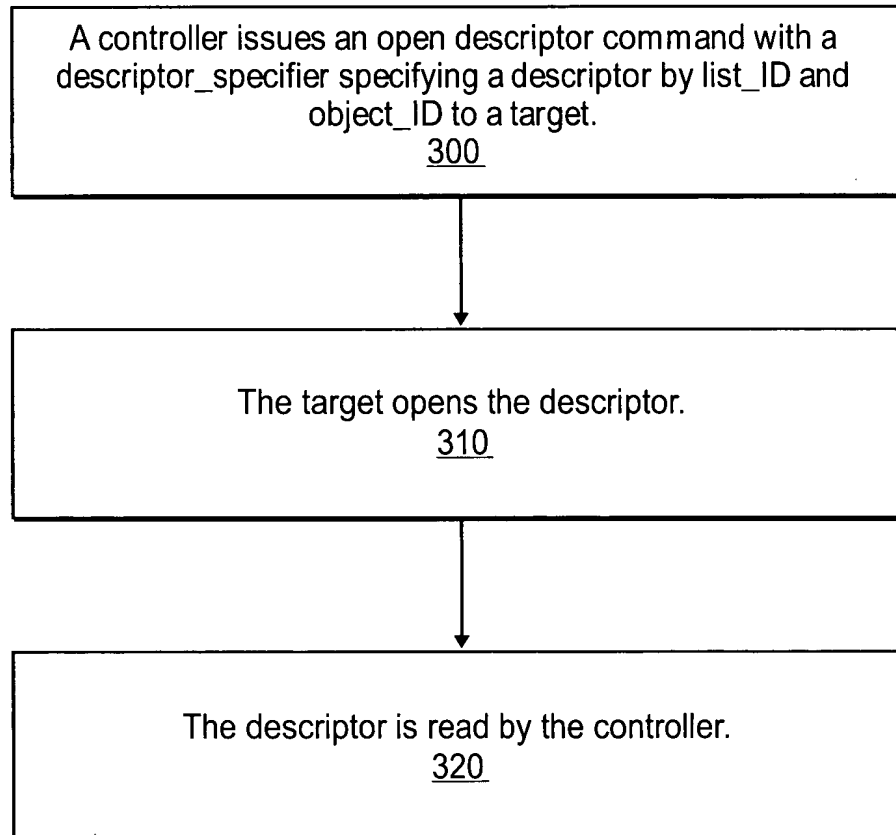 A controller issues an open descriptor command with a
descriptor_specifier specifying a descriptor by list_ID and
object_ID to a target.
300
The target opens the descriptor.
310
The descriptor is read by the controller.
320